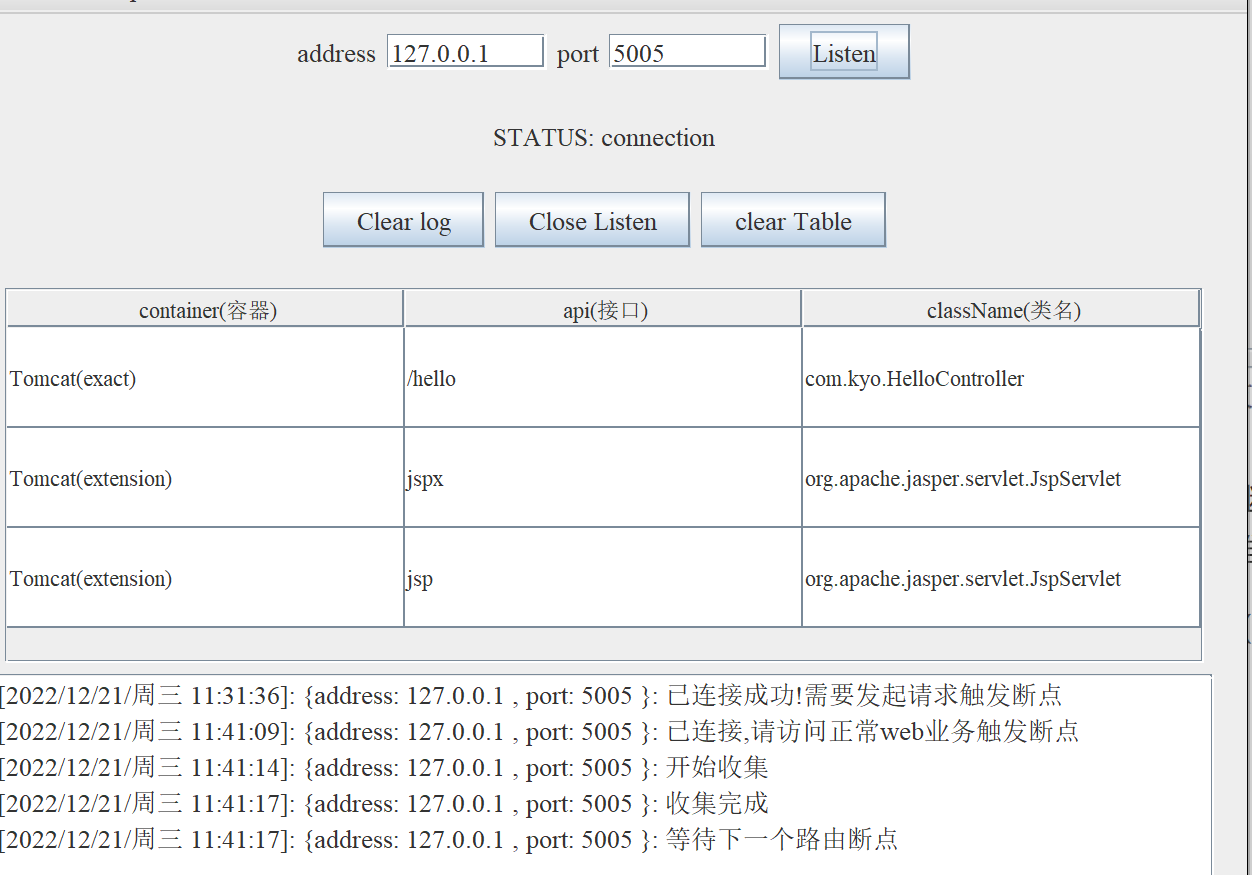 address 127.0.0.1 port 5005 Listen
STATUS: connection
Clear log Close Listen clear Table
container(容器) api(接口) className(类名)
Tomcat(exact) /hello com.kyo.HelloController
Tomcat(extension) jspx org.apache.jasper.servlet.JspServlet
Tomcat(extension) jsp org.apache.jasper.servlet.JspServlet
[2022/12/21/周三 11:31:36]: {address: 127.0.0.1 , port: 5005 }: 已连接成功!需要发起请求触发断点
[2022/12/21/周三 11:41:09]: {address: 127.0.0.1 , port: 5005 }: 已连接,请访问正常web业务触发断点
[2022/12/21/周三 11:41:14]: {address: 127.0.0.1 , port: 5005 }: 开始收集
[2022/12/21/周三 11:41:17]: {address: 127.0.0.1 , port: 5005 }: 收集完成
[2022/12/21/周三 11:41:17]: {address: 127.0.0.1 , port: 5005 }: 等待下一个路由断点